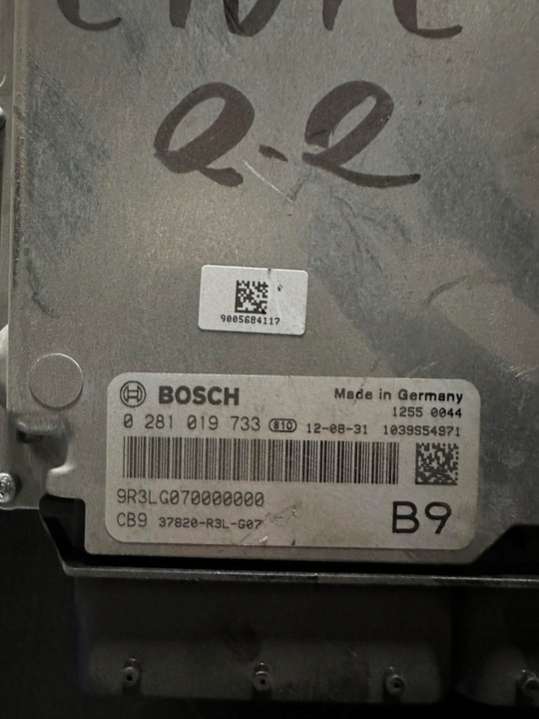 2.2
9005684117
BOSCH
Made in Germany
1255 0044
0 281 019 733 810 12-08-31 1039S54971
9R3LG070000000
CB9 37820-R3L-G07
B9